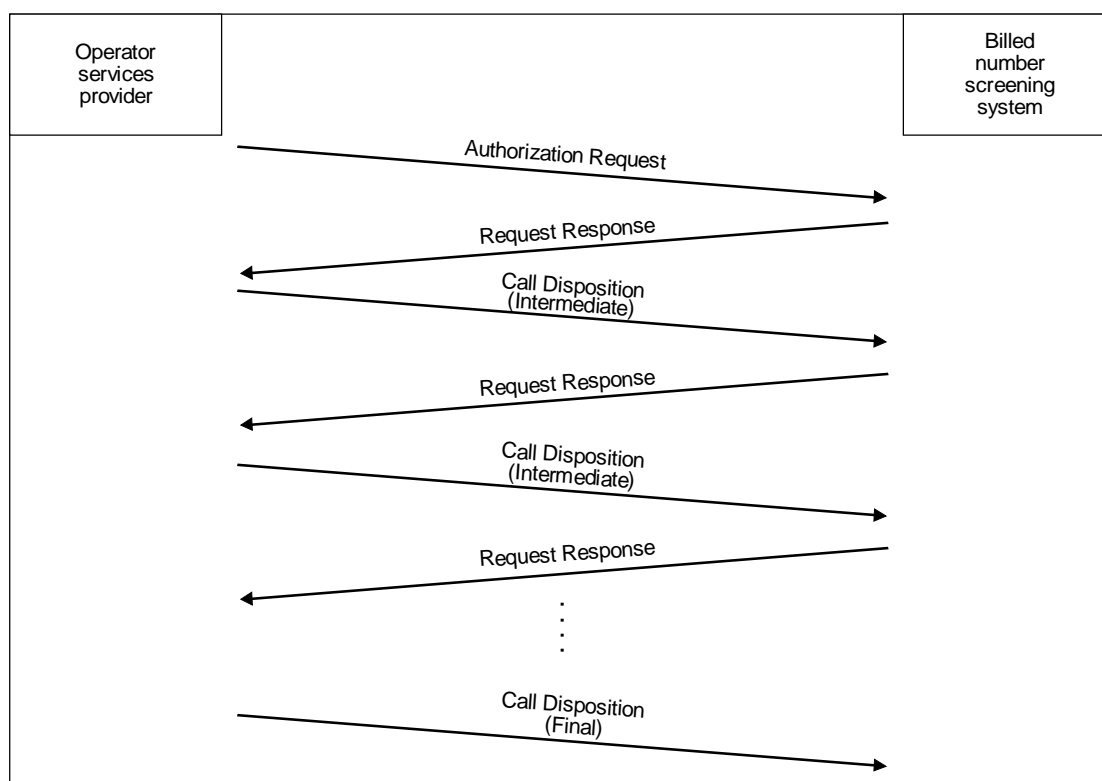 Operator
services
provider
Billed
number
screening
system
Authorization Request
Request Response
Call Disposition
(Intermediate)
Request Response
Call Disposition
(Intermediate)
Request Response
Call Disposition
(Final)